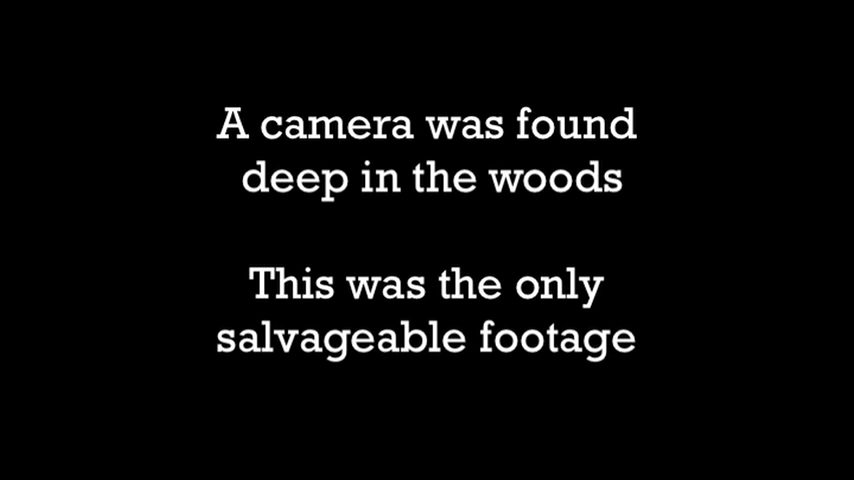 A camera was found
deep in the woods
This was the only
salvageable footage